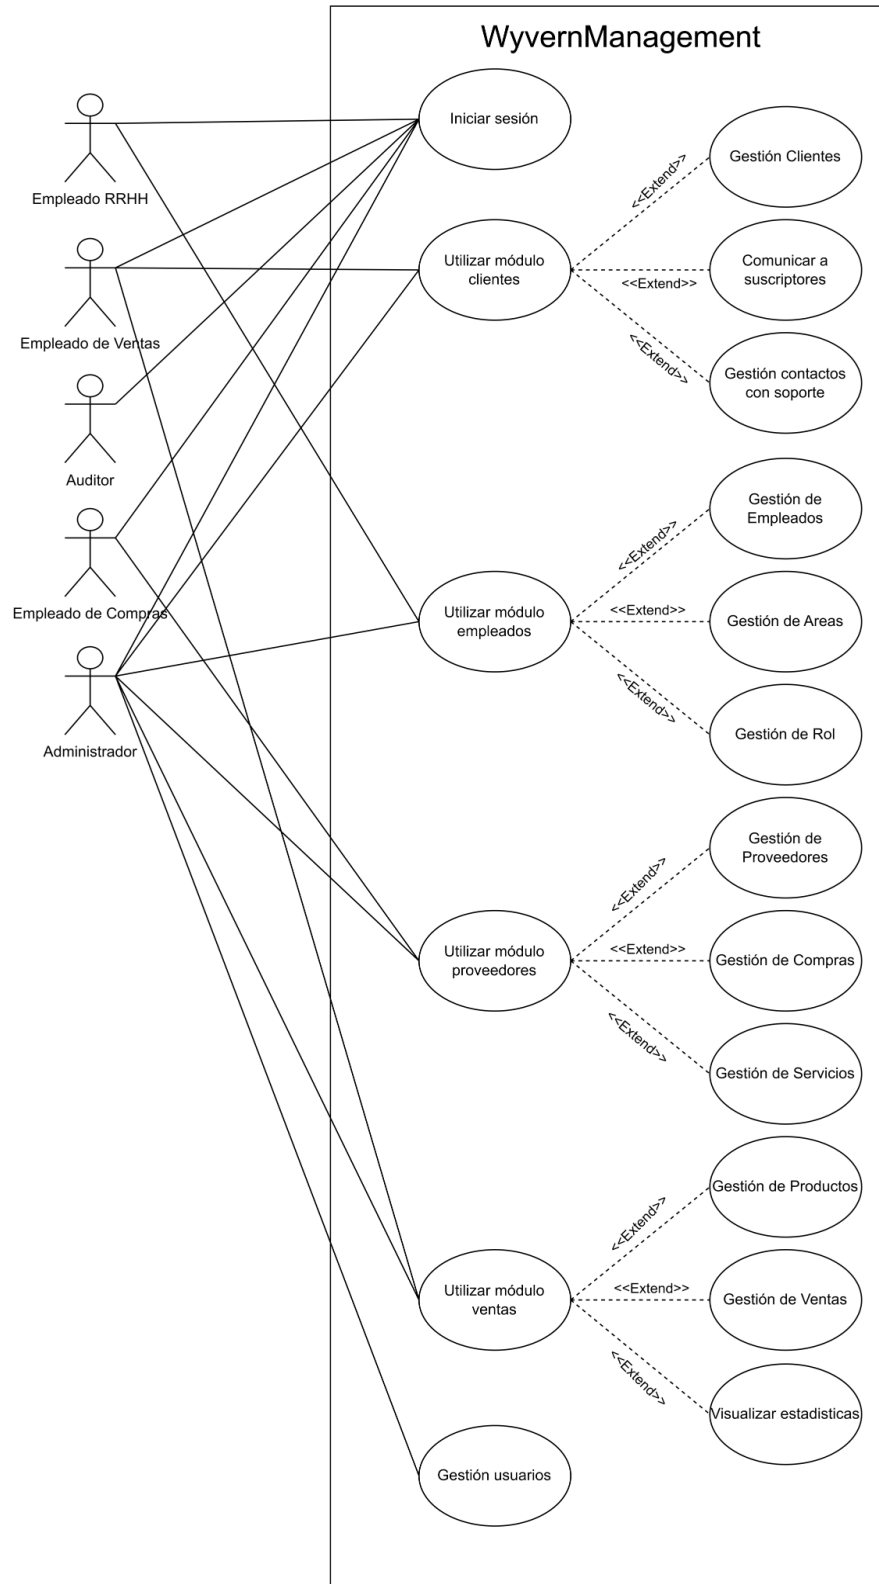 WyvernManagement
Empleado RRHH
Empleado de Ventas
Auditor
Empleado de Compras
Administrador
Iniciar sesión
Utilizar módulo
clientes
<<Extend>>
Gestión Clientes
<<Extend>>
Comunicar a
suscriptores
<<Extend>>
Gestión contactos
con soporte
Utilizar módulo
empleados
<<Extend>>
Gestión de
Empleados
<<Extend>>
Gestión de Areas
<<Extend>>
Gestión de Rol
Utilizar módulo
proveedores
<<Extend>>
Gestión de
Proveedores
<<Extend>>
Gestión de Compras
<<Extend>>
Gestión de Servicios
Utilizar módulo
ventas
<<Extend>>
Gestión de Productos
<<Extend>>
Gestión de Ventas
<<Extend>>
Visualizar estadisticas
Gestión usuarios